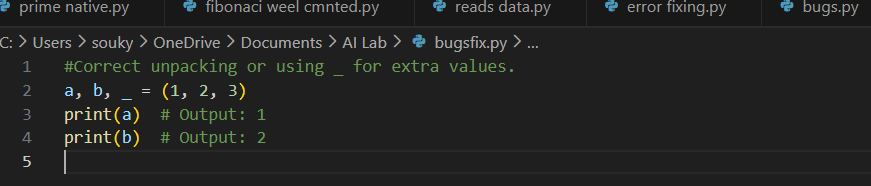 prime native.py fibonaci weel cmnted.py reads data.py error fixing.py bugs.py
C: > Users > souky > OneDrive > Documents > AI Lab > bugsfix.py > ...
1 #Correct unpacking or using _ for extra values.
2 a, b, _ = (1, 2, 3)
3 print(a)  # Output: 1
4 print(b)  # Output: 2
5